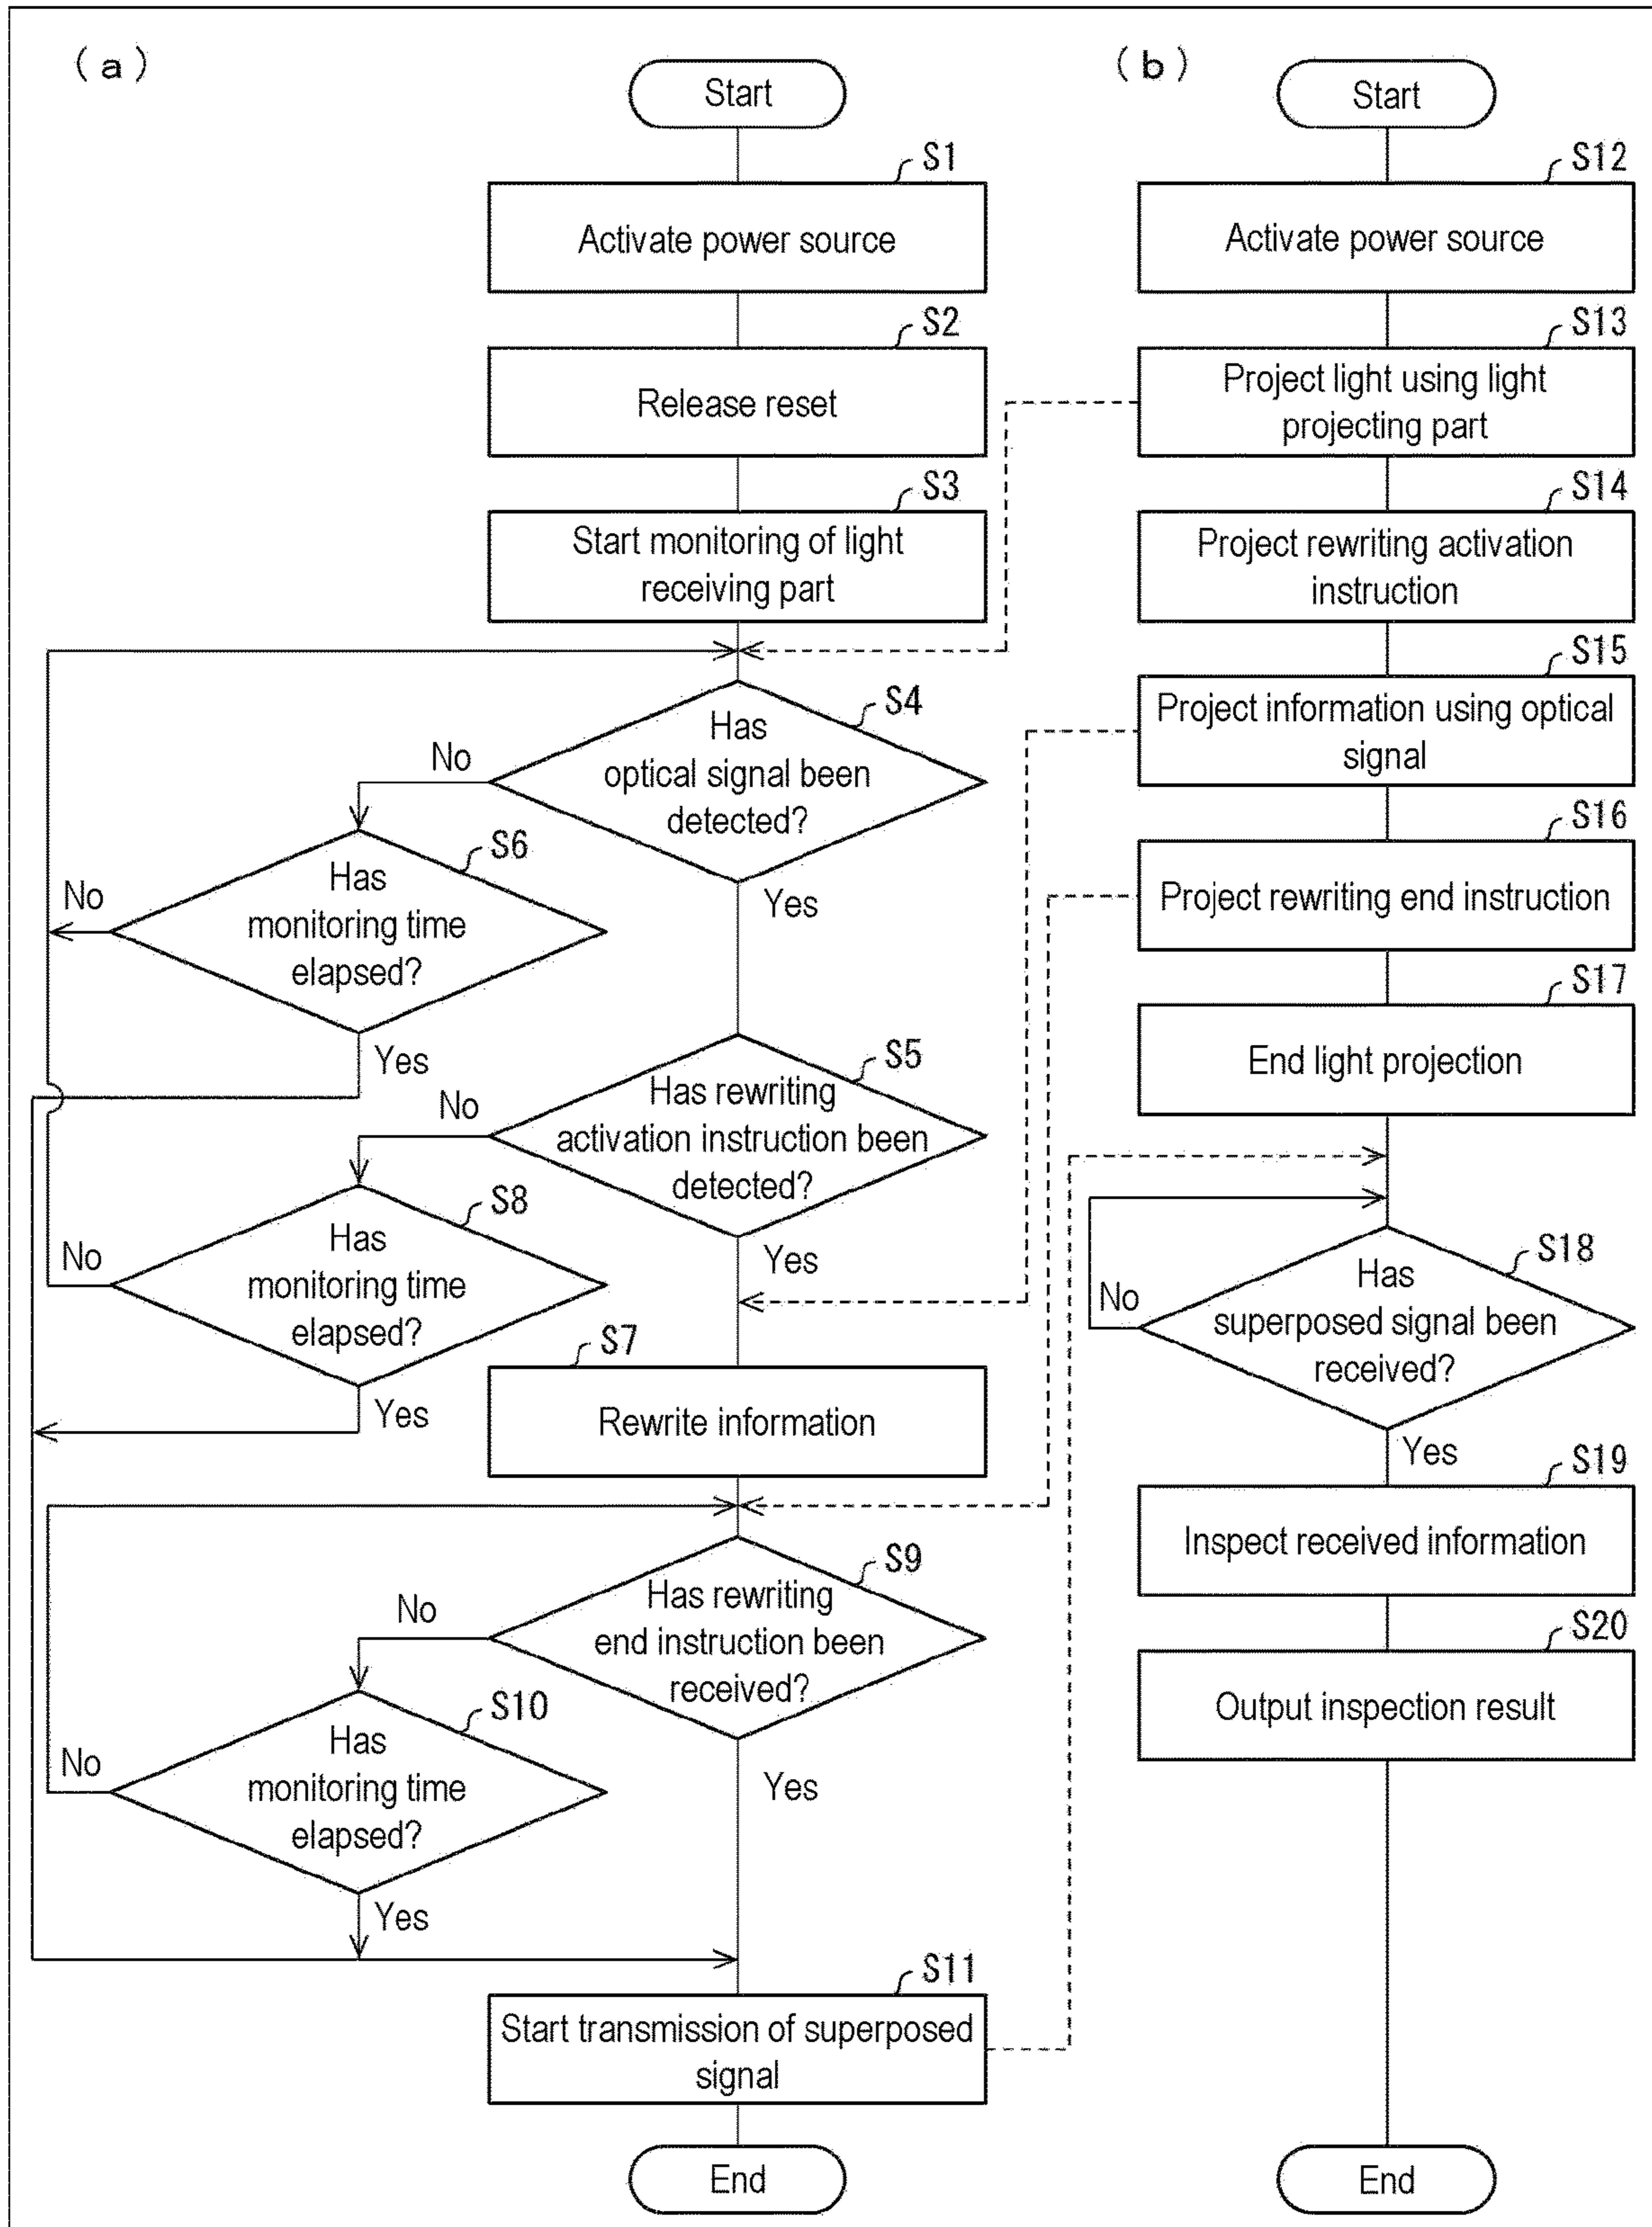 (a)
Start
S1
Activate power source
S2
Release reset
S3
Start monitoring of light
receiving part
S4
Has
optical signal been
detected?
No
Yes
S6
Has
monitoring time
elapsed?
No
Yes
S5
Has rewriting
activation instruction been
detected?
No
Yes
S8
Has
monitoring time
elapsed?
No
Yes
S7
Rewrite information
S9
Has rewriting
end instruction been
received?
No
Yes
S10
Has
monitoring time
elapsed?
No
Yes
S11
Start transmission of superposed
signal
End
(b)
Start
S12
Activate power source
S13
Project light using light
projecting part
S14
Project rewriting activation
instruction
S15
Project information using optical
signal
S16
Project rewriting end instruction
S17
End light projection
S18
Has
superposed signal been
received?
No
Yes
S19
Inspect received information
S20
Output inspection result
End